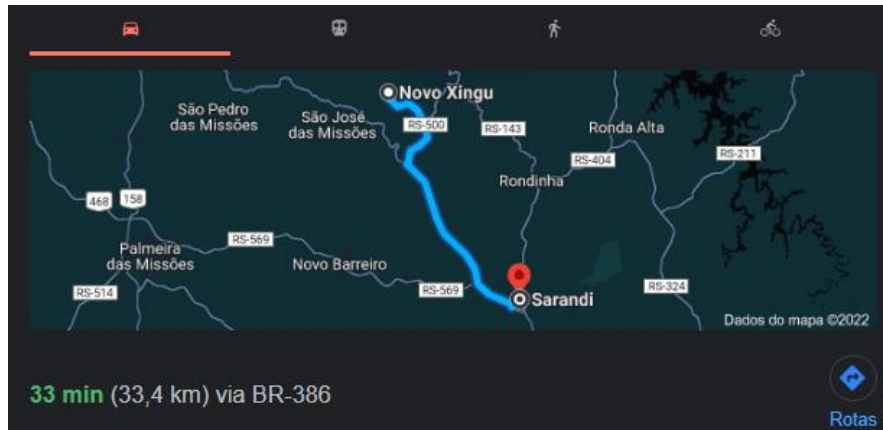 Novo Xingu
São Pedro
das Missões
São José
das Missões
RS-500
RS-143
Ronda Alta
RS-211
RS-404
Rondinha
468
158
RS-569
Palmeira
das Missões
Novo Barreiro
RS-514
RS-569
Sarandi
RS-324
Dados do mapa ©2022
33 min (33,4 km) via BR-386
Rotas